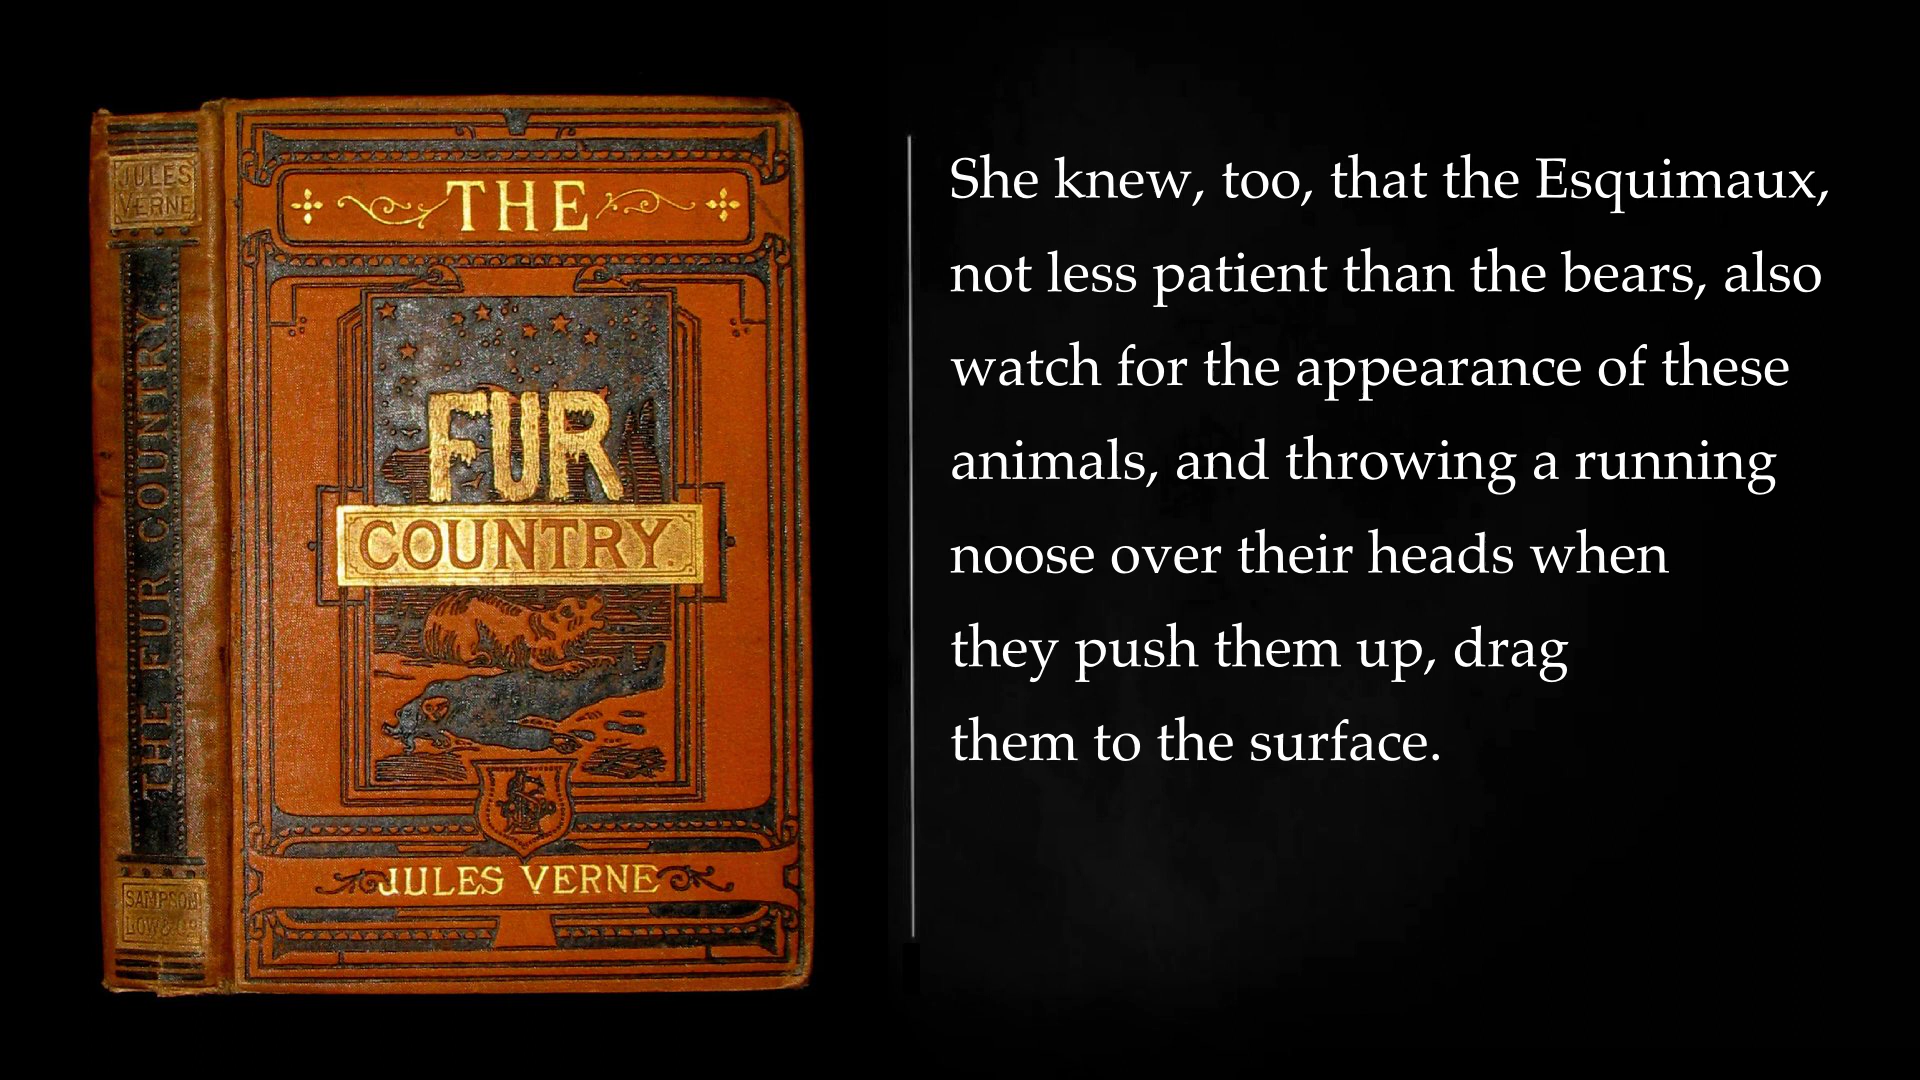 JULES
VERNE
THE FUR COUNTRY.
SAMPSON
LOW & Co
THE
FUR
COUNTRY.
JULES VERNE
She knew, too, that the Esquimaux,
not less patient than the bears, also
watch for the appearance of these
animals, and throwing a running
noose over their heads when
they push them up, drag
them to the surface.